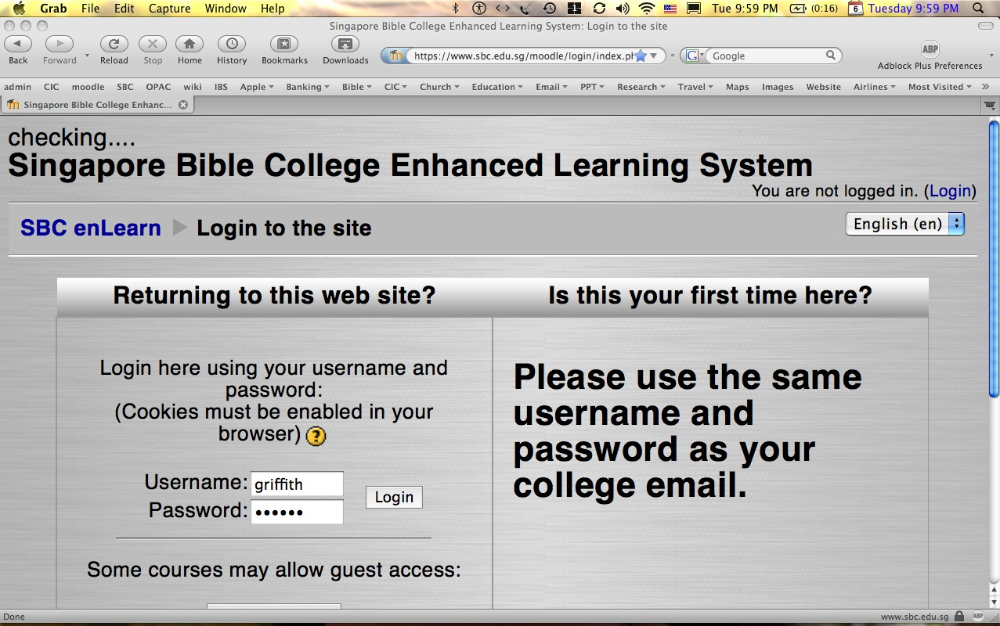 Grab File Edit Capture Window Help 1 Tue 9:59 PM (0:16) 6 Tuesday 9:59 PM
Singapore Bible College Enhanced Learning System: Login to the site
Back Forward Reload Stop Home History Bookmarks Downloads https://www.sbc.edu.sg/moodle/login/index.pl G Google ABP Adblock Plus Preferences
admin CIC moodle SBC OPAC wiki IBS Apple Banking Bible CIC Church Education Email PPT Research Travel Maps Images Website Airlines Most Visited »
Singapore Bible College Enhanc...
checking....
Singapore Bible College Enhanced Learning System
You are not logged in. (Login)
SBC enLearn Login to the site English (en)
Returning to this web site? Is this your first time here?
Login here using your username and
password:
(Cookies must be enabled in your
browser) ?
Please use the same
username and
password as your
college email.
Username: griffith
Password: •••••• Login
Some courses may allow guest access:
Done www.sbc.edu.sg ABP